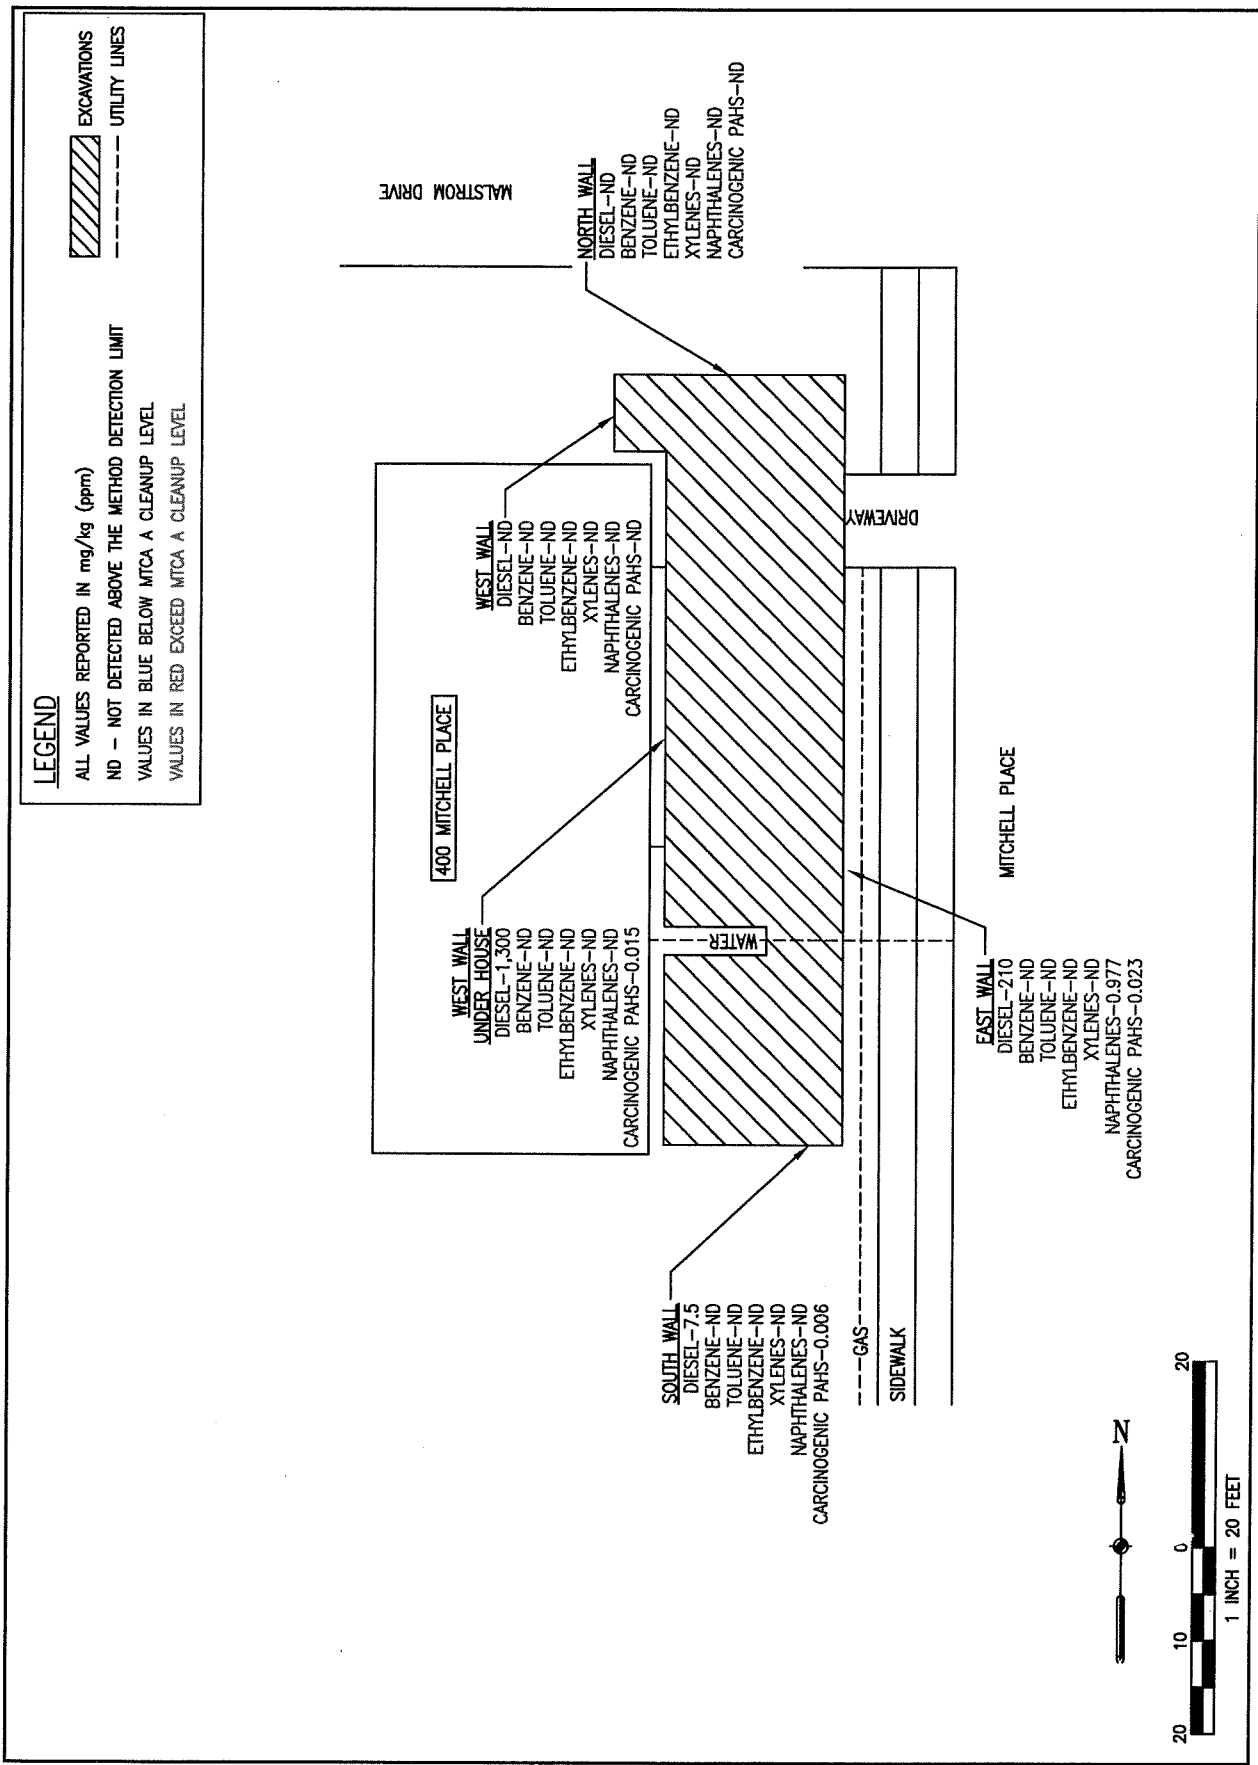 LEGEND
ALL VALUES REPORTED IN mg/kg (ppm)
ND - NOT DETECTED ABOVE THE METHOD DETECTION LIMIT
VALUES IN BLUE BELOW MTCA A CLEANUP LEVEL
VALUES IN RED EXCEED MTCA A CLEANUP LEVEL
EXCAVATIONS
UTILITY LINES
MALSTROM DRIVE
NORTH WALL
DIESEL-ND
BENZENE-ND
TOLUENE-ND
ETHYLBENZENE-ND
XYLENES-ND
NAPHTHALENES-ND
CARCINOGENIC PAHS-ND
400 MITCHELL PLACE
WEST WALL
DIESEL-ND
BENZENE-ND
TOLUENE-ND
ETHYLBENZENE-ND
XYLENES-ND
NAPHTHALENES-ND
CARCINOGENIC PAHS-ND
WEST WALL
UNDER HOUSE
DIESEL-1,300
BENZENE-ND
TOLUENE-ND
ETHYLBENZENE-ND
XYLENES-ND
NAPHTHALENES-ND
CARCINOGENIC PAHS-0.015
WATER
DRIVEWAY
SOUTH WALL
DIESEL-7.5
BENZENE-ND
TOLUENE-ND
ETHYLBENZENE-ND
XYLENES-ND
NAPHTHALENES-ND
CARCINOGENIC PAHS-0.006
GAS
SIDEWALK
MITCHELL PLACE
EAST WALL
DIESEL-210
BENZENE-ND
TOLUENE-ND
ETHYLBENZENE-ND
XYLENES-ND
NAPHTHALENES-0.977
CARCINOGENIC PAHS-0.023
N
20 10 0 20
1 INCH = 20 FEET